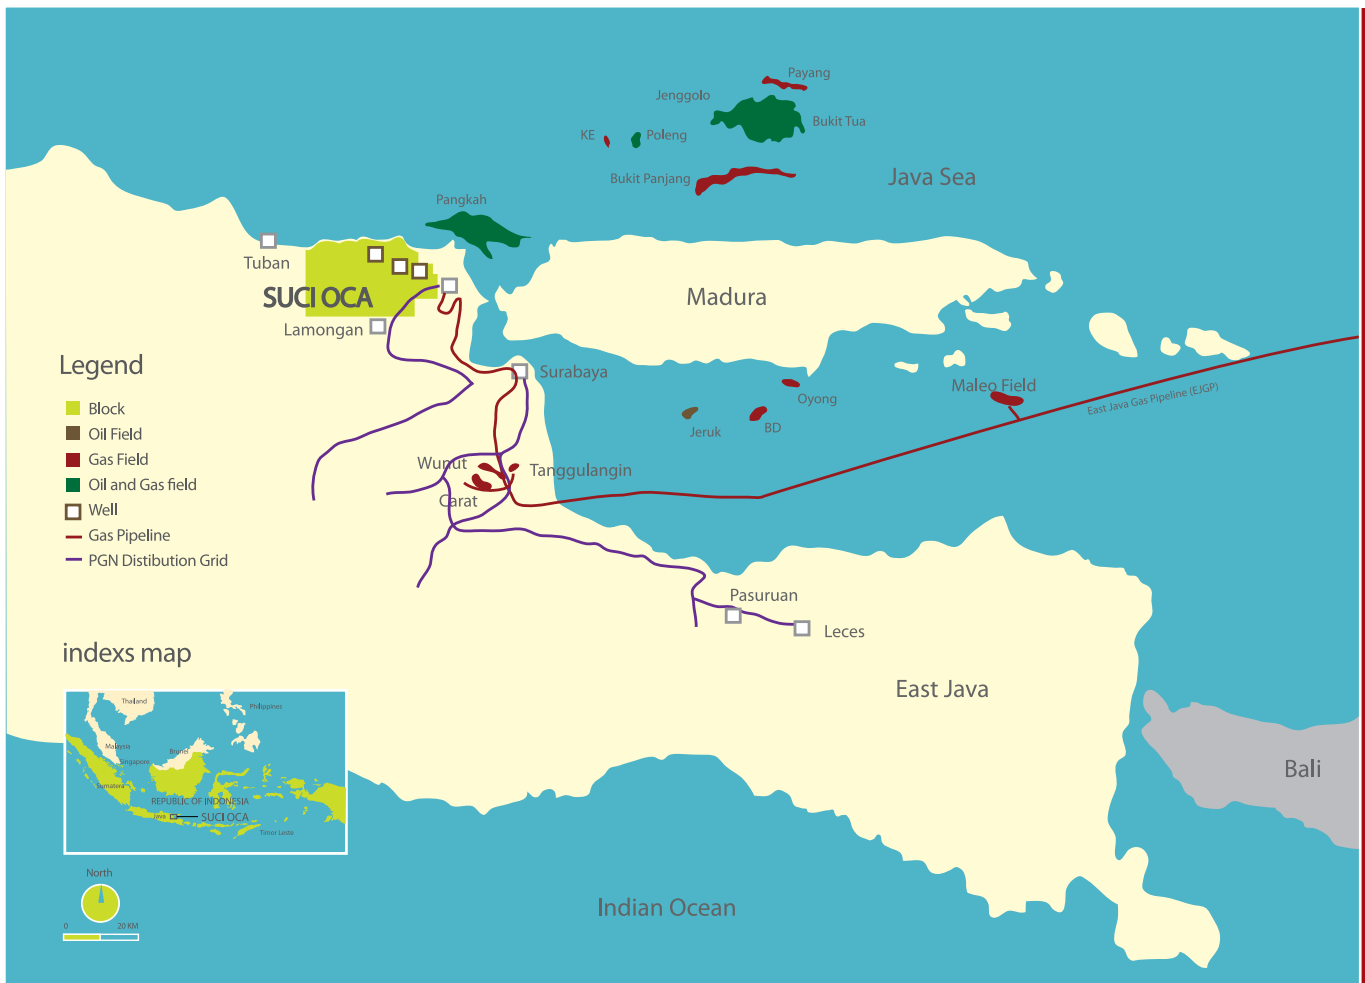 Payang
Jenggolo
Bukit Tua
KE
Poleng
Bukit Panjang
Java Sea
Pangkah
Tuban
SUCI OCA
Madura
Lamongan
Surabaya
Oyong
Maleo Field
East Java Gas Pipeline (EJGP)
Jeruk
BD
Wunut
Tanggulangin
Carat
Legend
Block
Oil Field
Gas Field
Oil and Gas field
Well
Gas Pipeline
PGN Distibution Grid
Pasuruan
Leces
East Java
Bali
Indian Ocean
indexs map
Thailand
Philippines
Malaysia
Brunei
Singapore
Sumatera
REPUBLIC OF INDONESIA
Java
SUCI OCA
Timor Leste
North
0 20 KM